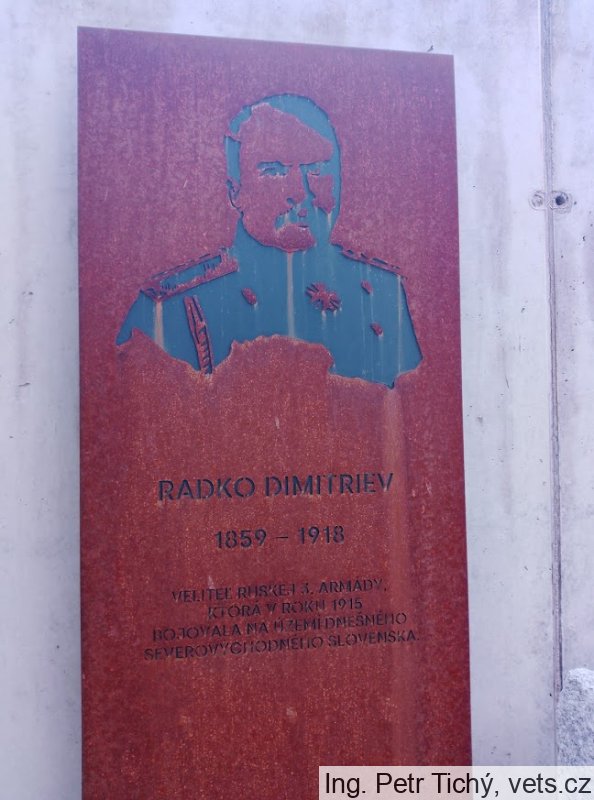 RADKO DIMITRIEV
1859 – 1918
VELITEĽ RUSKEJ 3. ARMÁDY,
KTORÁ V ROKU 1915
BOJOVALA NA ÚZEMÍ DNEŠNÉHO
SEVEROVÝCHODNÉHO SLOVENSKA.
Ing. Petr Tichý, vets.cz